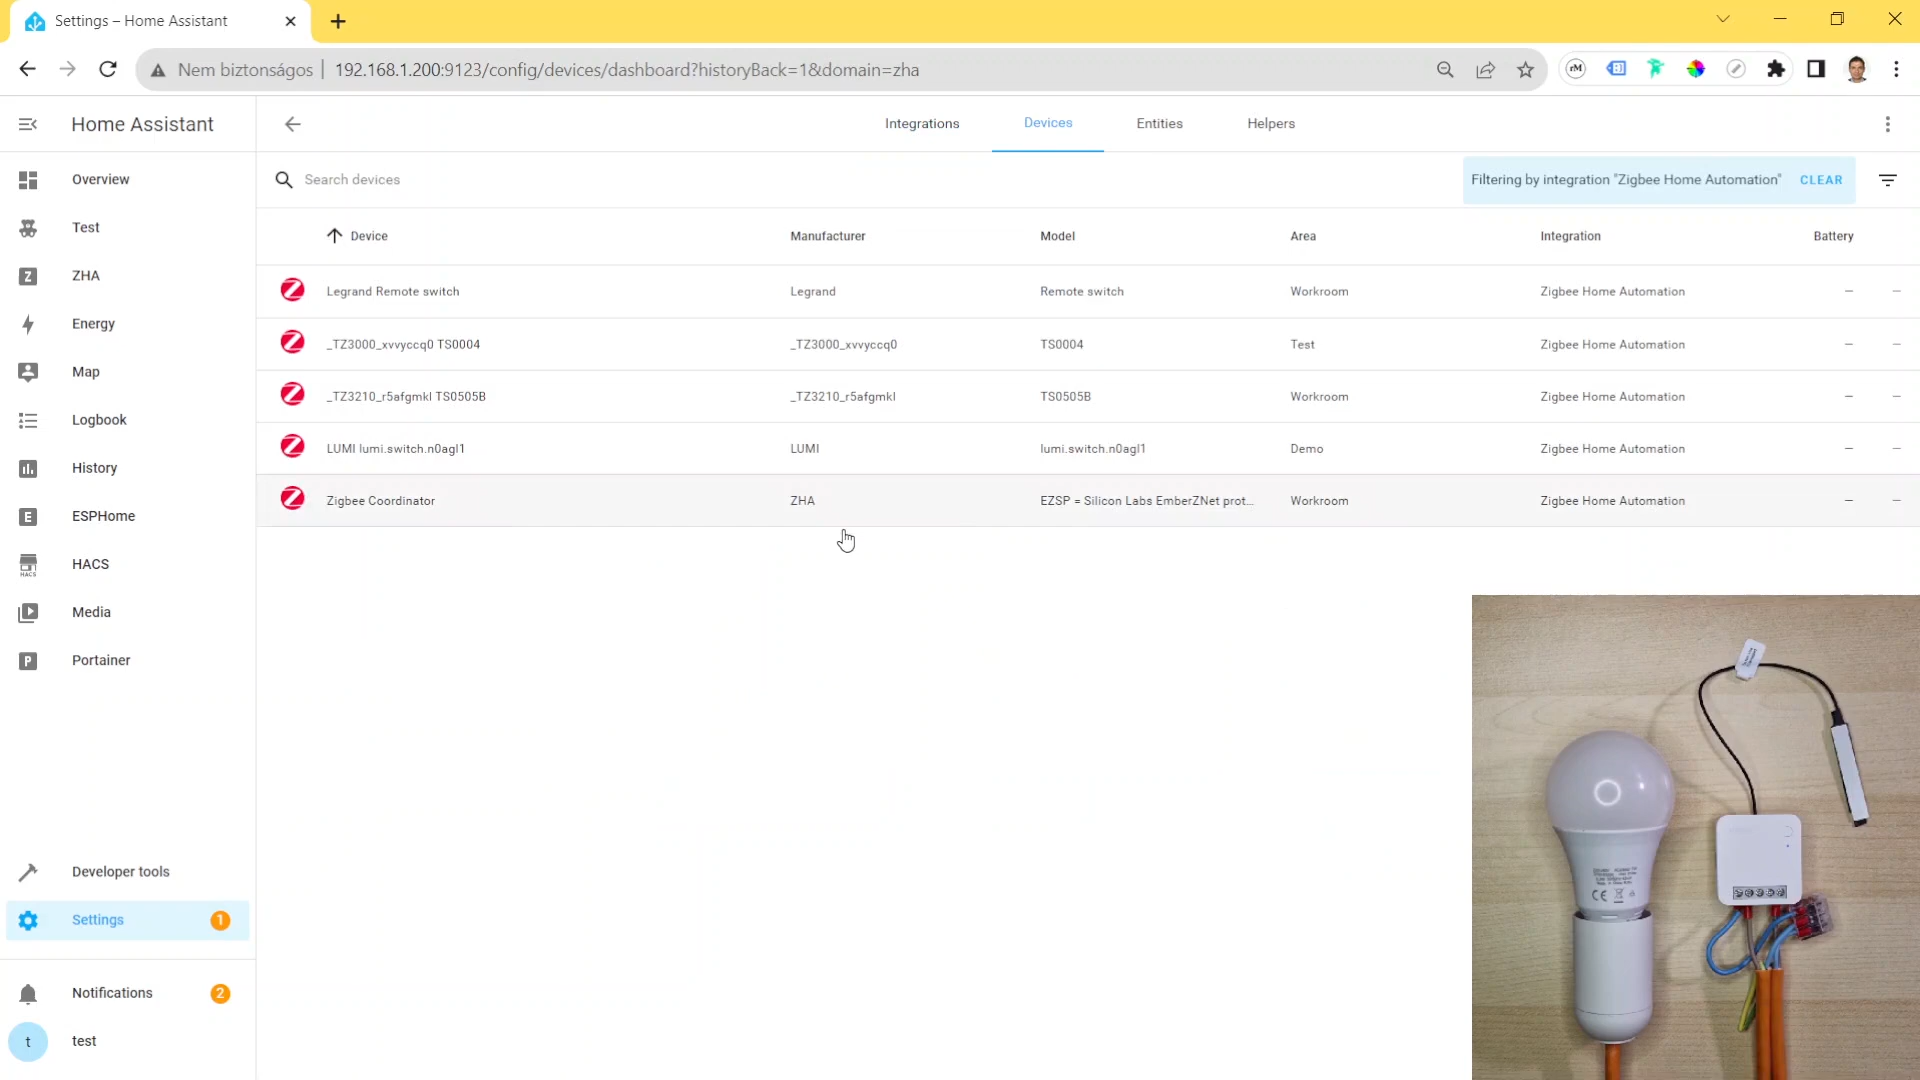 Settings – Home Assistant
Nem biztonságos | 192.168.1.200:9123/config/devices/dashboard?historyBack=1&domain=zha
Home Assistant
Integrations
Devices
Entities
Helpers
Overview
Test
ZHA
Energy
Map
Logbook
History
ESPHome
HACS
HACS
Media
Portainer
Developer tools
Settings 1
Notifications 2
t test
Search devices
Filtering by integration "Zigbee Home Automation" CLEAR
Device Manufacturer Model Area Integration Battery
Legrand Remote switch Legrand Remote switch Workroom Zigbee Home Automation – –
_TZ3000_xvvyccq0 TS0004 _TZ3000_xvvyccq0 TS0004 Test Zigbee Home Automation – –
_TZ3210_r5afgmkl TS0505B _TZ3210_r5afgmkl TS0505B Workroom Zigbee Home Automation – –
LUMI lumi.switch.n0agl1 LUMI lumi.switch.n0agl1 Demo Zigbee Home Automation – –
Zigbee Coordinator ZHA EZSP = Silicon Labs EmberZNet prot... Workroom Zigbee Home Automation – –
CE